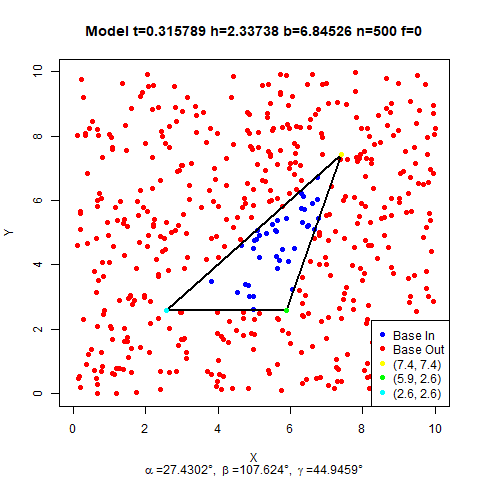 Model t=0.315789 h=2.33738 b=6.84526 n=500 f=0
Y
10
8
6
4
2
0
Base In
Base Out
(7.4, 7.4)
(5.9, 2.6)
(2.6, 2.6)
0 2 4 6 8 10
X
α=27.4302°, β=107.624°, γ=44.9459°